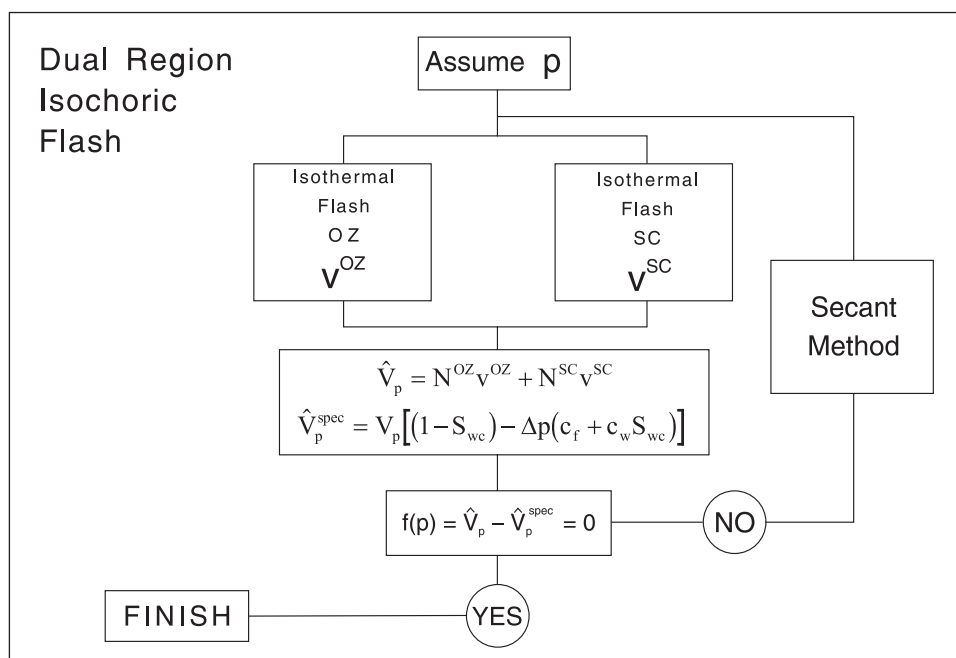 Dual Region
Isochoric
Flash
Assume p
Isothermal
Flash
OZ
v^OZ
Isothermal
Flash
SC
v^SC
Secant
Method
V̂_p = N^OZ v^OZ + N^SC v^SC
V̂_p^spec = V_p[(1 − S_wc) − Δp(c_f + c_w S_wc)]
f(p) = V̂_p − V̂_p^spec = 0
NO
YES
FINISH